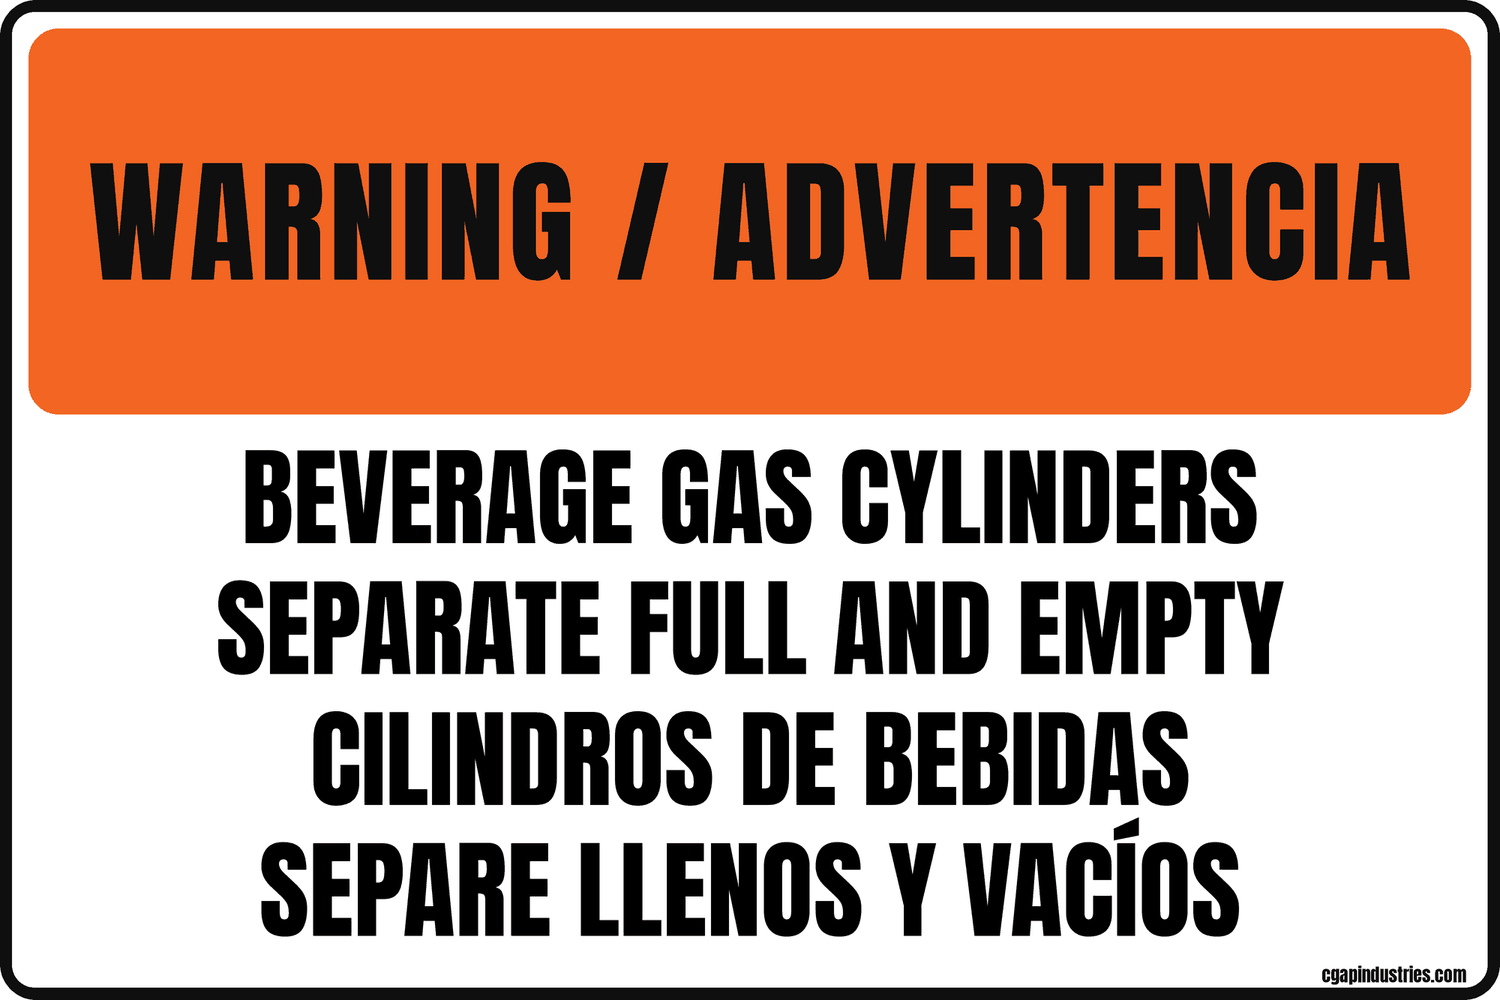 WARNING / ADVERTENCIA
BEVERAGE GAS CYLINDERS
SEPARATE FULL AND EMPTY
CILINDROS DE BEBIDAS
SEPARE LLENOS Y VACÍOS
cgapindustries.com